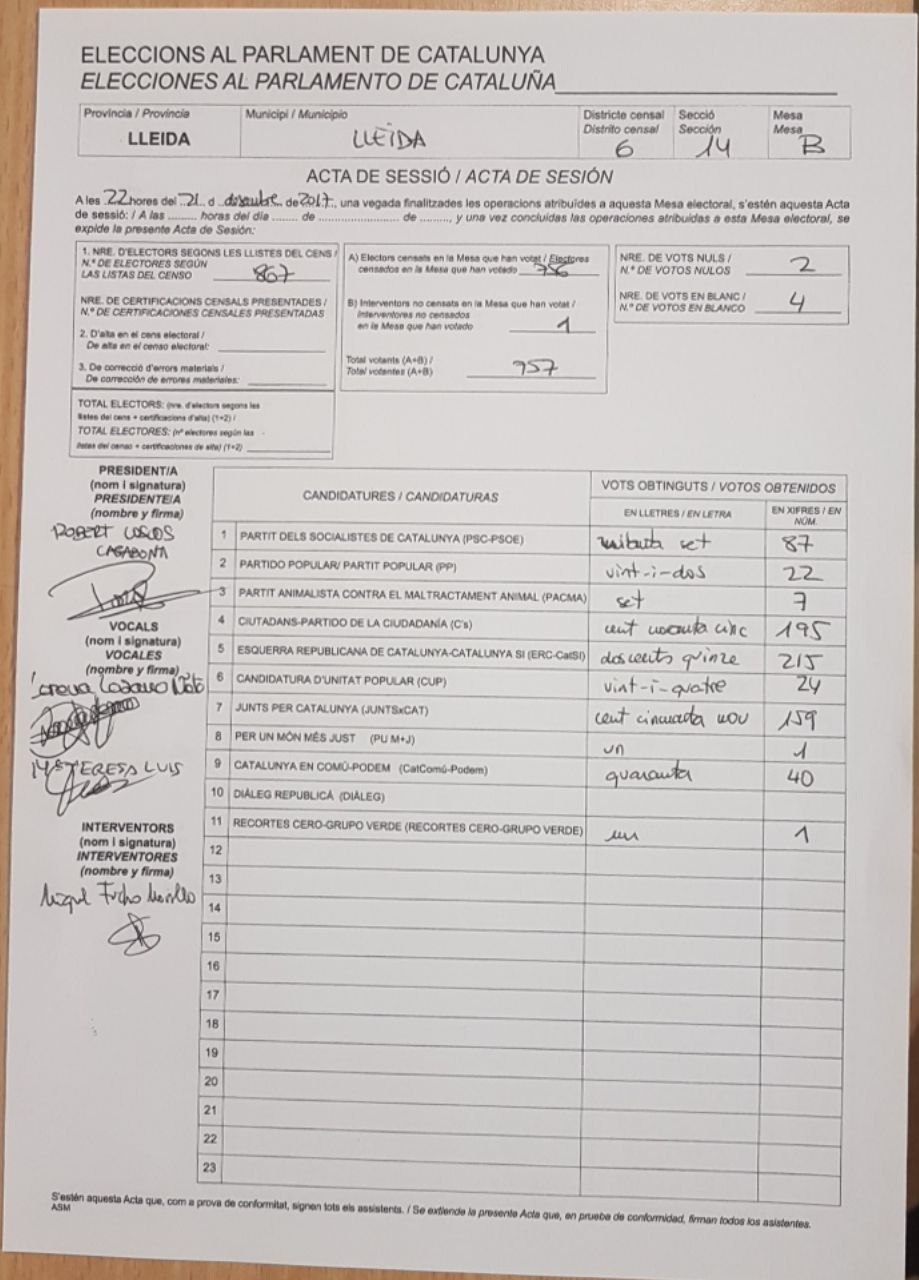 ELECCIONS AL PARLAMENT DE CATALUNYA
ELECCIONES AL PARLAMENTO DE CATALUÑA
Província / Provincia
LLEIDA
Municipi / Municipio
LLEIDA
Districte censal
Distrito censal
6
Secció
Sección
14
Mesa
Mesa
B
ACTA DE SESSIÓ / ACTA DE SESIÓN
A les 22 hores del 21 d desembre de 2017, una vegada finalitzades les operacions atribuïdes a aquesta Mesa electoral, s'estén aquesta Acta
de sessió: / A las ......... horas del día ....... de ..................... de ........, y una vez concluidas las operaciones atribuidas a esta Mesa electoral, se
expide la presente Acta de Sesión:
1. NRE. D'ELECTORS SEGONS LES LLISTES DEL CENS /
N.º DE ELECTORES SEGÚN
LAS LISTAS DEL CENSO 867
NRE. DE CERTIFICACIONS CENSALS PRESENTADES /
N.º DE CERTIFICACIONES CENSALES PRESENTADAS
2. D'alta en el cens electoral /
De alta en el censo electoral:
3. De correcció d'errors materials /
De corrección de errores materiales:
TOTAL ELECTORS: (nre. d'electors segons les
llistes del cens + certificacions d'alta) (1+2) /
TOTAL ELECTORES: (nº electores según las
listas del censo + certificaciones de alta) (1+2)
A) Electors censats en la Mesa que han votat / Electores
censados en la Mesa que han votado 756
B) Interventors no censats en la Mesa que han votat /
Interventores no censados
en la Mesa que han votado 1
Total votants (A+B) /
Total votantes (A+B) 757
NRE. DE VOTS NULS /
N.º DE VOTOS NULOS 2
NRE. DE VOTS EN BLANC /
N.º DE VOTOS EN BLANCO 4
PRESIDENT/A
(nom i signatura)
PRESIDENTE/A
(nombre y firma)
ROBERT
VOCALS
(nom i signatura)
VOCALES
(nombre y firma)
Mª TERESA LUIS
INTERVENTORS
(nom i signatura)
INTERVENTORES
(nombre y firma)
Miquel
CANDIDATURES / CANDIDATURAS
VOTS OBTINGUTS / VOTOS OBTENIDOS
EN LLETRES / EN LETRA
EN XIFRES / EN
NÚM.
1 PARTIT DELS SOCIALISTES DE CATALUNYA (PSC-PSOE) set 87
2 PARTIDO POPULAR/ PARTIT POPULAR (PP) vint-i-dos 22
3 PARTIT ANIMALISTA CONTRA EL MALTRACTAMENT ANIMAL (PACMA) set 7
4 CIUTADANS-PARTIDO DE LA CIUDADANÍA (C's) cent noranta cinc 195
5 ESQUERRA REPUBLICANA DE CATALUNYA-CATALUNYA SÍ (ERC-CatSÍ) doscents quinze 215
6 CANDIDATURA D'UNITAT POPULAR (CUP) vint-i-quatre 24
7 JUNTS PER CATALUNYA (JUNTSxCAT) cent cincuanta nou 159
8 PER UN MÓN MÉS JUST (PU M+J) un 1
9 CATALUNYA EN COMÚ-PODEM (CatComú-Podem) quaranta 40
10 DIÀLEG REPUBLICÀ (DIÀLEG)
11 RECORTES CERO-GRUPO VERDE (RECORTES CERO-GRUPO VERDE) un 1
12
13
14
15
16
17
18
19
20
21
22
23
S'estén aquesta Acta que, com a prova de conformitat, signen tots els assistents. / Se extiende la presente Acta que, en prueba de conformidad, firman todos los asistentes.
ASM